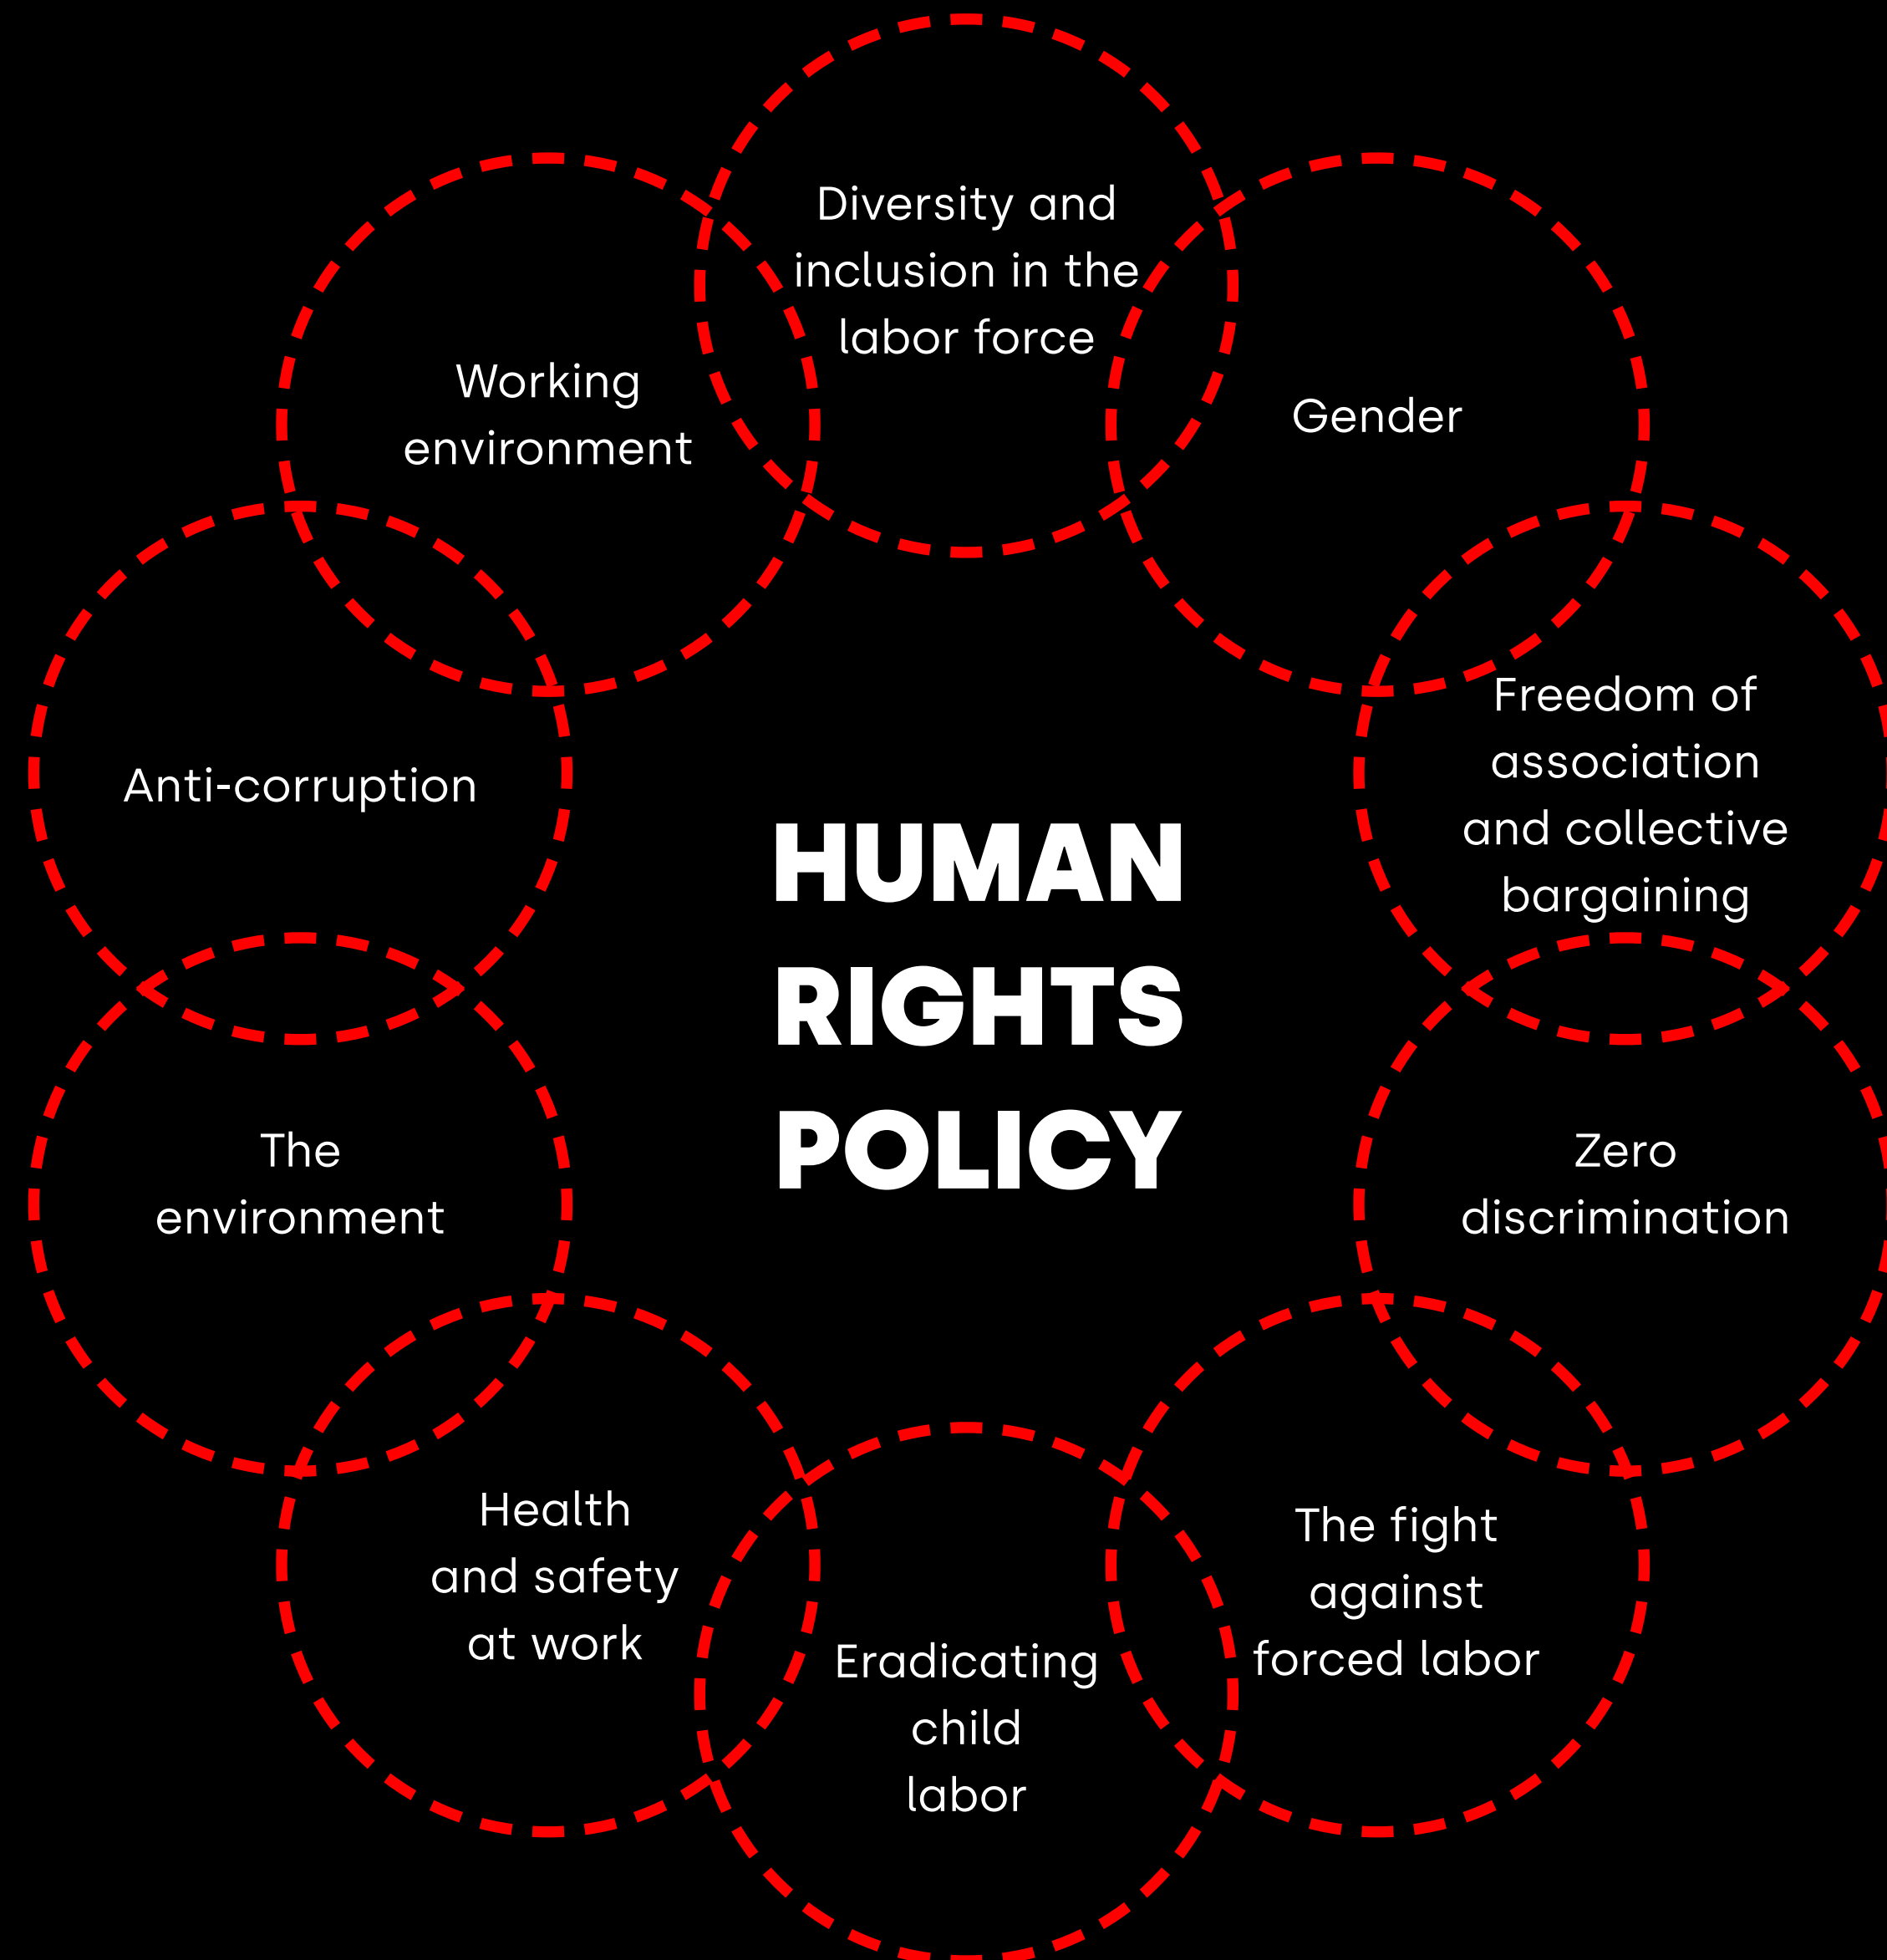 Diversity and
inclusion in the
labor force
Working
environment
Gender
Anti-corruption
Freedom of
association
and collective
bargaining
HUMAN
RIGHTS
POLICY
The
environment
Zero
discrimination
Health
and safety
at work
Eradicating
child
labor
The fight
against
forced labor